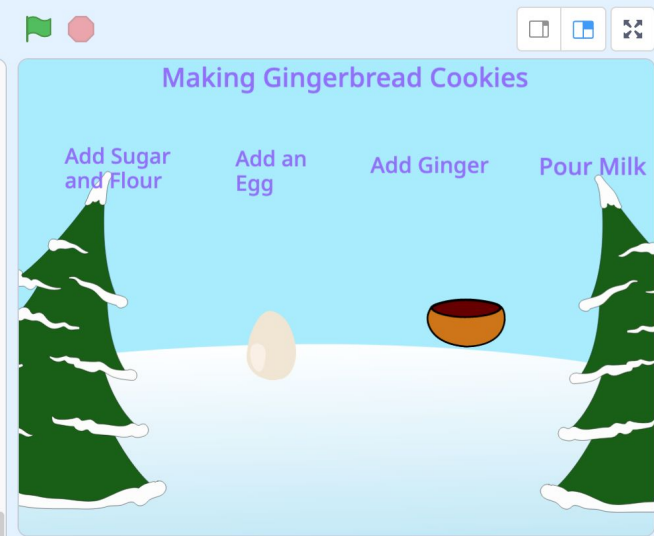 Making Gingerbread Cookies
Add Sugar
and Flour
Add an
Egg
Add Ginger
Pour Milk